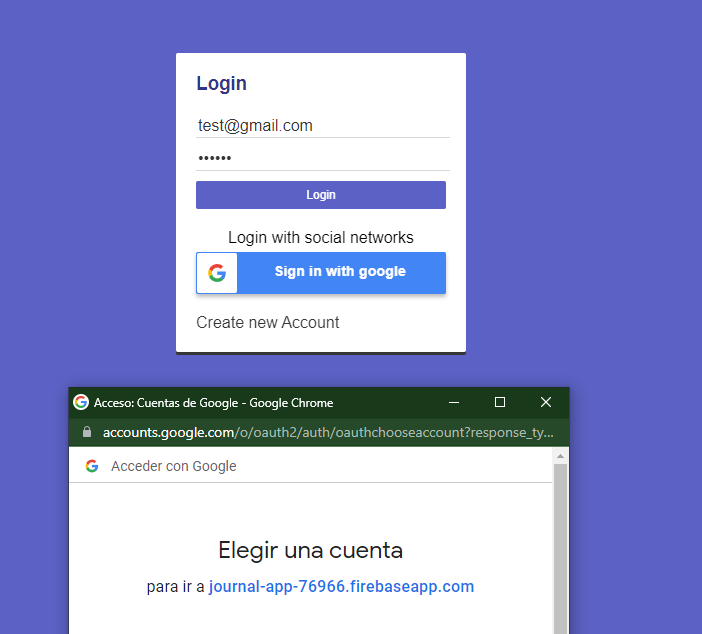 Login
test@gmail.com
••••••
Login
Login with social networks
Sign in with google
Create new Account
Acceso: Cuentas de Google - Google Chrome
accounts.google.com/o/oauth2/auth/oauthchooseaccount?response_ty...
Acceder con Google
Elegir una cuenta
para ir a journal-app-76966.firebaseapp.com